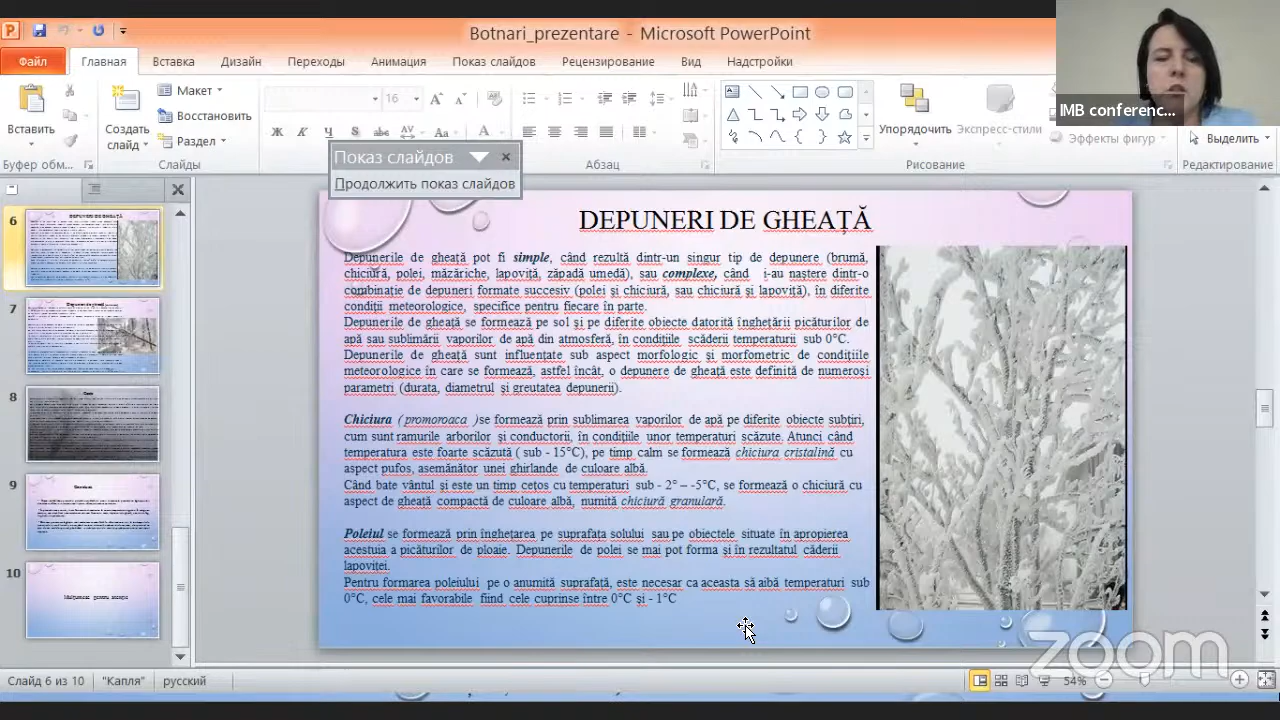 Botnari_prezentare - Microsoft PowerPoint
Файл Главная Вставка Дизайн Переходы Анимация Показ слайдов Рецензирование Вид Надстройки
IMB conferenc...
Вставить
Создать слайд
Макет
Восстановить
Раздел
16
Ж К Ч S abc AV Aa A
Упорядочить
Экспресс-стили
Эффекты фигур
Выделить
Буфер обм...
Слайды
Абзац
Рисование
Редактирование
Показ слайдов
Продолжить показ слайдов
6
7
8
9
10
DEPUNERI DE GHEAȚĂ
Depunerile de gheață pot fi simple, când rezultă dintr-un singur tip de depunere (brumă,
chiciură, polei, măzăriche, lapoviță, zăpadă umedă), sau complexe, când s-au naștere dintr-o
combinație de depuneri formate succesiv (polei și chiciură, sau chiciură și lapoviță), în diferite
condiții meteorologice, specifice pentru fiecare în parte.
Depunerile de gheață se formează pe sol și pe diferite obiecte datorită înghețării picăturilor de
apă sau sublimării vaporilor de apă din atmosferă, în condițiile scăderii temperaturii sub 0°C.
Depunerile de gheață sunt influențate sub aspect morfologic și morfometric de condițiile
meteorologice în care se formează, astfel încât, o depunere de gheață este definită de numeroși
parametri (durata, diametrul și greutatea depunerii).
Chiciura (promoroaca )se formează prin sublimarea vaporilor de apă pe diferite obiecte subțiri,
cum sunt ramurile arborilor și conductorii, în condițiile unor temperaturi scăzute. Atunci când
temperatura este foarte scăzută ( sub - 15°C), pe timp calm se formează chiciură cristalină cu
aspect pufos, asemănător unei ghirlande de culoare albă.
Când bate vântul și este un timp cețos cu temperaturi sub - 2° – -5°C, se formează o chiciură cu
aspect de gheață compactă de culoare albă, numită chiciură granulară.
Poleiul se formează prin înghețarea pe suprafața solului sau pe obiectele situate în apropierea
acestuia a picăturilor de ploaie. Depunerile de polei se mai pot forma și în rezultatul căderii
lapoviței.
Pentru formarea poleiului pe o anumită suprafață, este necesar ca aceasta să aibă temperaturi sub
0°C, cele mai favorabile fiind cele cuprinse între 0°C și - 1°C
zoom
Слайд 6 из 10 "Капля" русский 54%